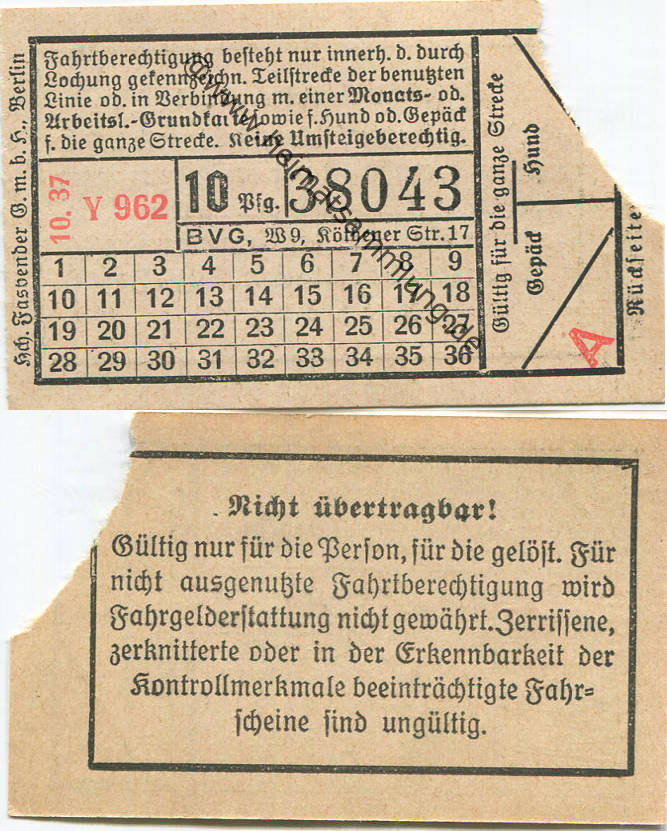 Fahrtberechtigung besteht nur innerh. d. durch
Lochung gekennzeichn. Teilstrecke der benutzten
Linie od. in Verbindung m. einer Monats- od.
Arbeitsl.-Grundkarte sowie f. Hund od. Gepäck
f. die ganze Strecke. Keine Umsteigeberechtig.
10. 37
Y 962
10 Pfg.
38043
BVG, W9, Köthener Str. 17
1 2 3 4 5 6 7 8 9
10 11 12 13 14 15 16 17 18
19 20 21 22 23 24 25 26 27
28 29 30 31 32 33 34 35 36
Hch. Fasbender G. m. b. H., Berlin
Gültig für die ganze Strecke
Gepäck
Hund
A
Rückseite
©www.heimatsammlung.de
Nicht übertragbar!
Gültig nur für die Person, für die gelöst. Für
nicht ausgenutzte Fahrtberechtigung wird
Fahrgelderstattung nicht gewährt. Zerrissene,
zerknitterte oder in der Erkennbarkeit der
Kontrollmerkmale beeinträchtigte Fahr=
scheine sind ungültig.